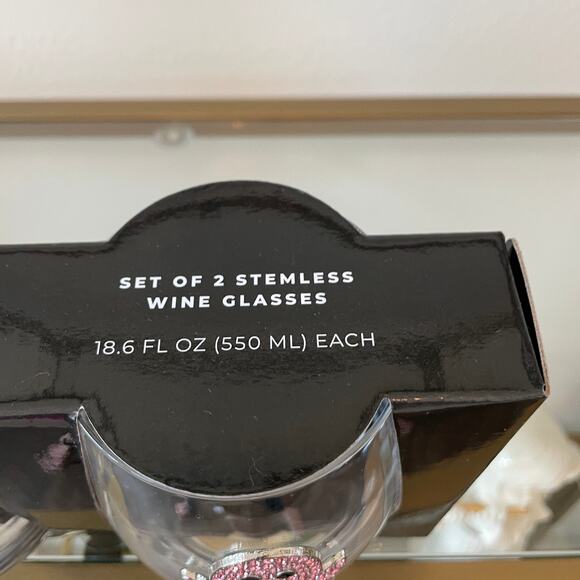 SET OF 2 STEMLESS
WINE GLASSES
18.6 FL OZ (550 ML) EACH